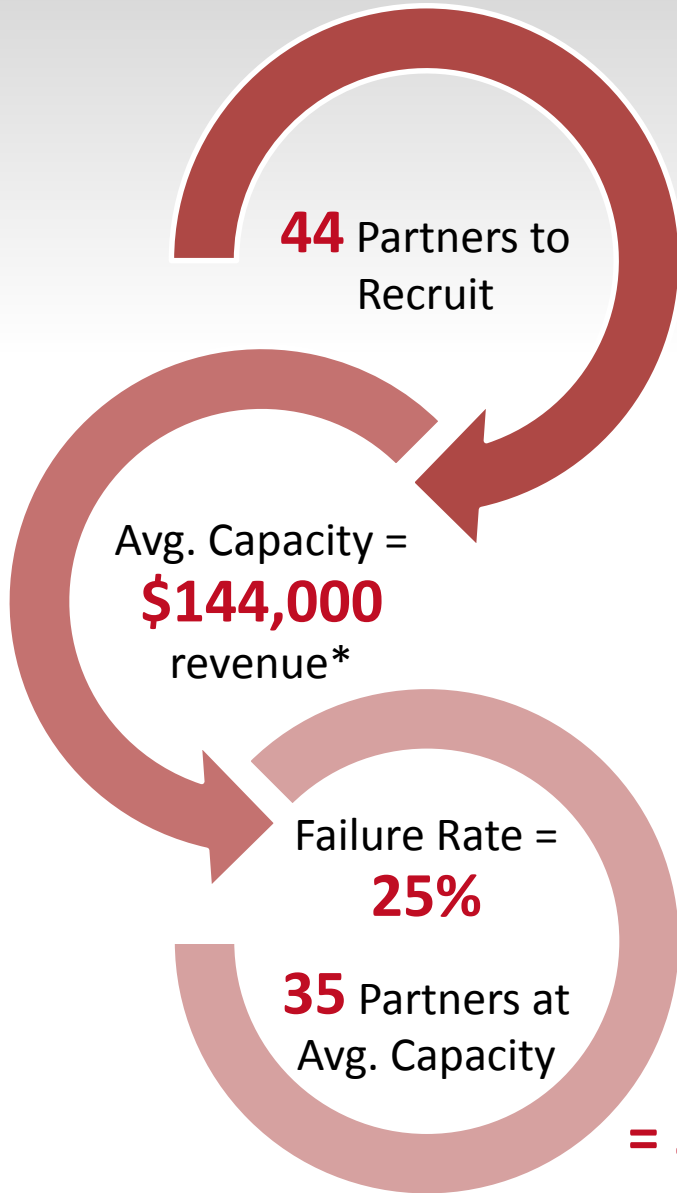 44 Partners to
Recruit
Avg. Capacity =
$144,000
revenue*
Failure Rate =
25%
35 Partners at
Avg. Capacity
=